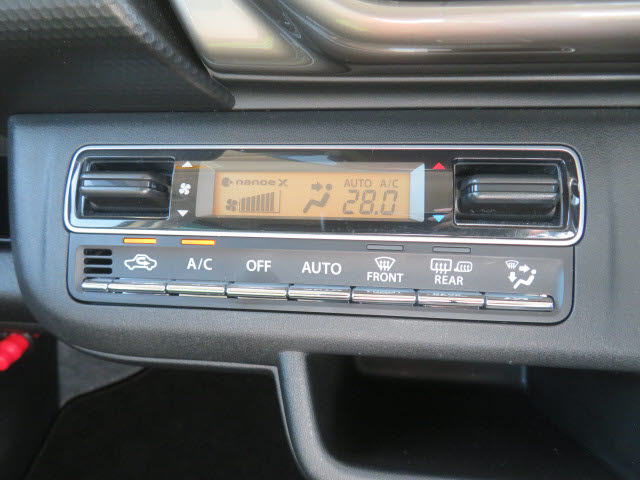 nanoe X
AUTO A/C
28.0
A/C OFF AUTO FRONT REAR